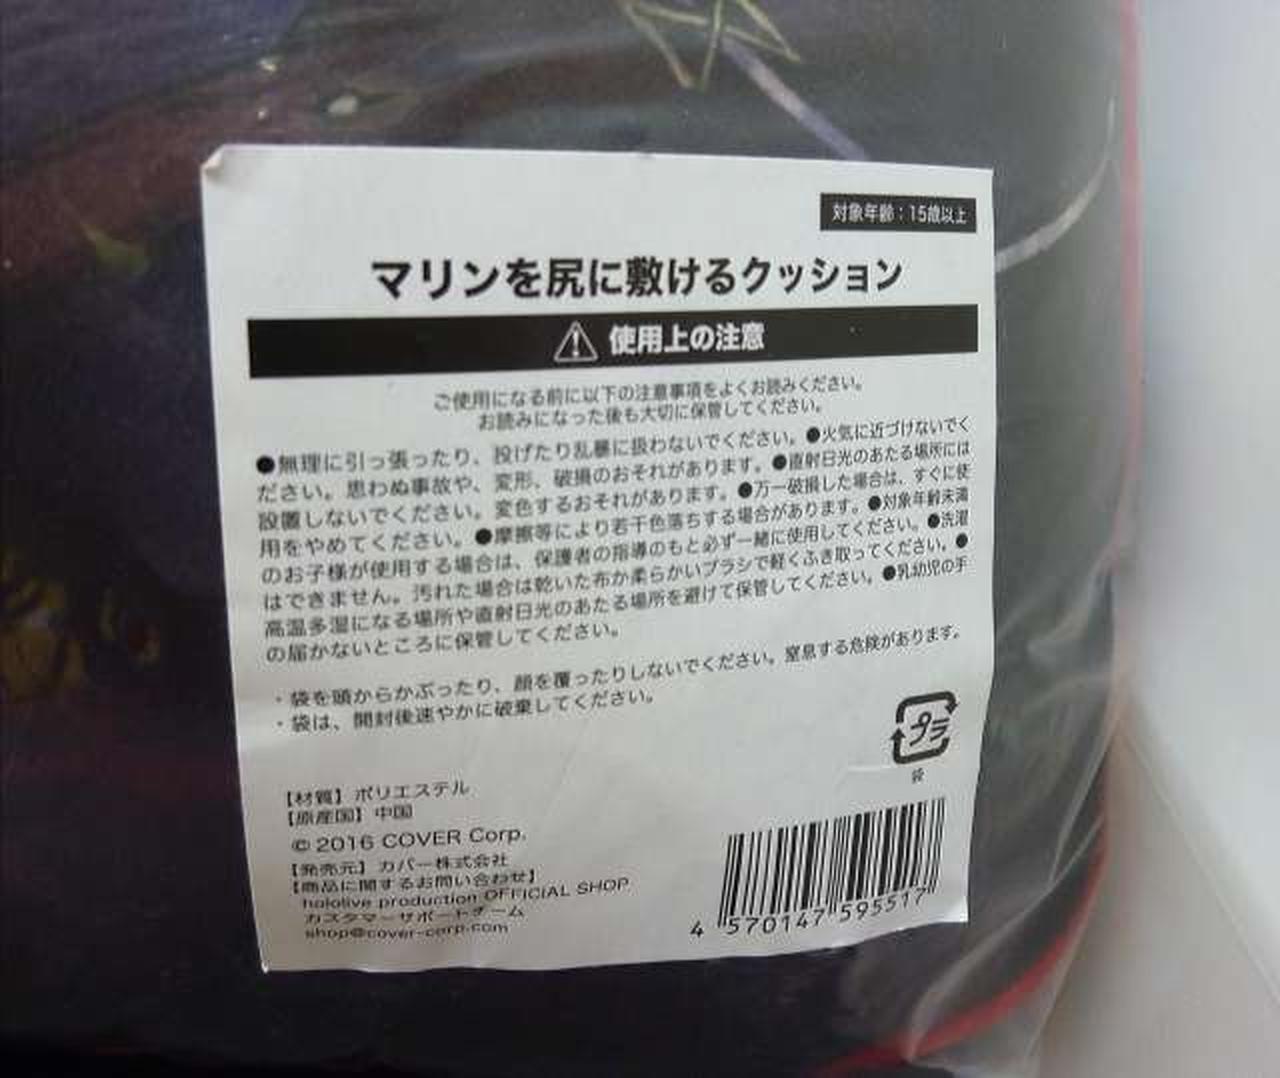 対象年齢：15歳以上
マリンを尻に敷けるクッション
使用上の注意
ご使用になる前に以下の注意事項をよくお読みください。
お読みになった後も大切に保管してください。
●無理に引っ張ったり、投げたり乱暴に扱わないでください。●火気に近づけないでく
ださい。思わぬ事故や、変形、破損のおそれがあります。●直射日光のあたる場所には
設置しないでください。変色するおそれがあります。●万一破損した場合は、すぐに使
用をやめてください。●摩擦等により若干色落ちする場合があります。●対象年齢未満
のお子様が使用する場合は、保護者の指導のもと必ず一緒に使用してください。●洗濯
はできません。汚れた場合は乾いた布か柔らかいブラシで軽くふき取ってください。●
高温多湿になる場所や直射日光のあたる場所を避けて保管してください。●乳幼児の手
の届かないところに保管してください。
・袋を頭からかぶったり、顔を覆ったりしないでください。窒息する危険があります。
・袋は、開封後速やかに破棄してください。
プラ
袋
【材質】ポリエステル
【原産国】中国
© 2016 COVER Corp.
【発売元】カバー株式会社
【商品に関するお問い合わせ】
hololive production OFFICIAL SHOP
カスタマーサポートチーム
shop@cover-corp.com
4 570147 595517